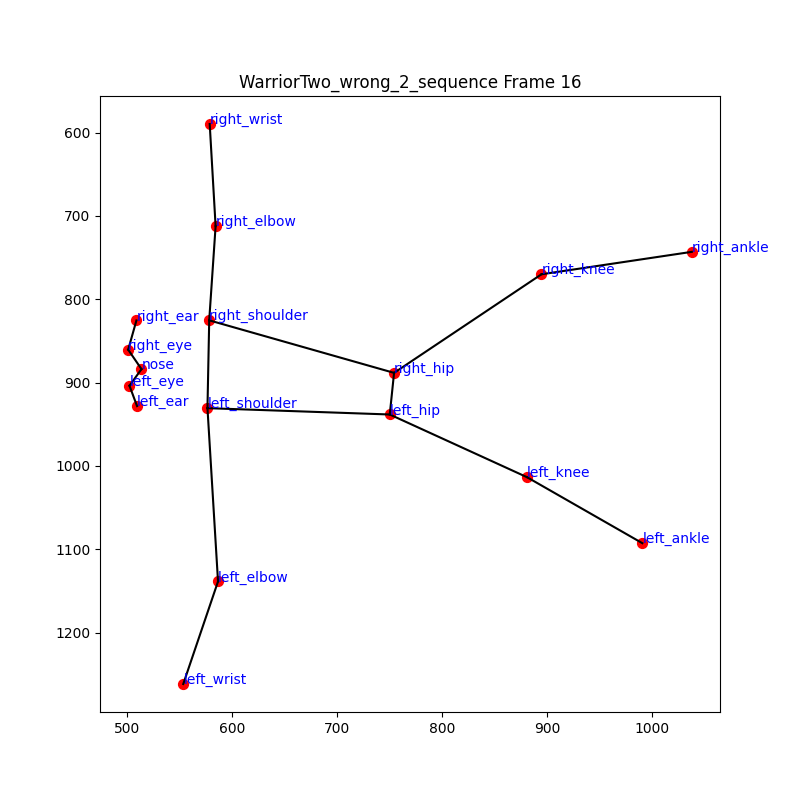 WarriorTwo_wrong_2_sequence Frame 16
right_wrist
right_elbow
right_ankle
right_knee
right_ear
right_shoulder
right_eye
nose
right_hip
left_eye
left_ear
left_shoulder
left_hip
left_knee
left_ankle
left_elbow
left_wrist
600
700
800
900
1000
1100
1200
500 600 700 800 900 1000